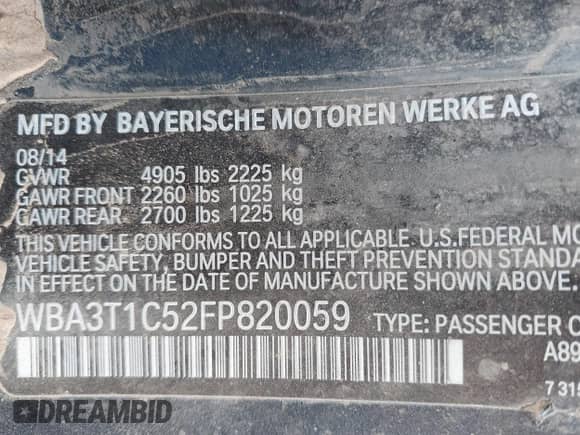 MFD BY BAYERISCHE MOTOREN WERKE AG
08/14
GVWR 4905 lbs 2225 kg
GAWR FRONT 2260 lbs 1025 kg
GAWR REAR 2700 lbs 1225 kg
THIS VEHICLE CONFORMS TO ALL APPLICABLE U.S.FEDERAL MO
VEHICLE SAFETY, BUMPER AND THEFT PREVENTION STANDA
IN EFFECT ON THE DATE OF MANUFACTURE SHOWN ABOVE.
WBA3T1C52FP820059 TYPE: PASSENGER C
A89
7 315
DREAMBID